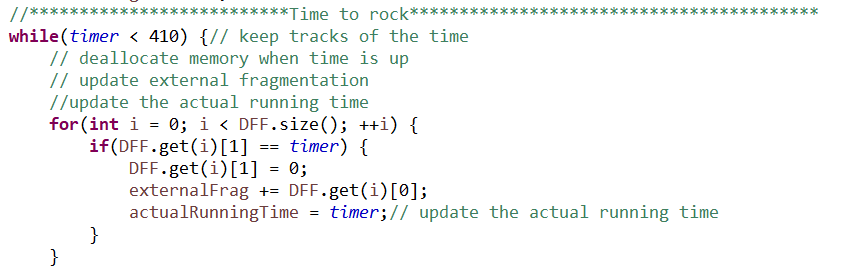 //**************************Time to rock*****************************************
while(timer < 410) {// keep tracks of the time
// deallocate memory when time is up
// update external fragmentation
//update the actual running time
for(int i = 0; i < DFF.size(); ++i) {
if(DFF.get(i)[1] == timer) {
DFF.get(i)[1] = 0;
externalFrag += DFF.get(i)[0];
actualRunningTime = timer;// update the actual running time
}
}